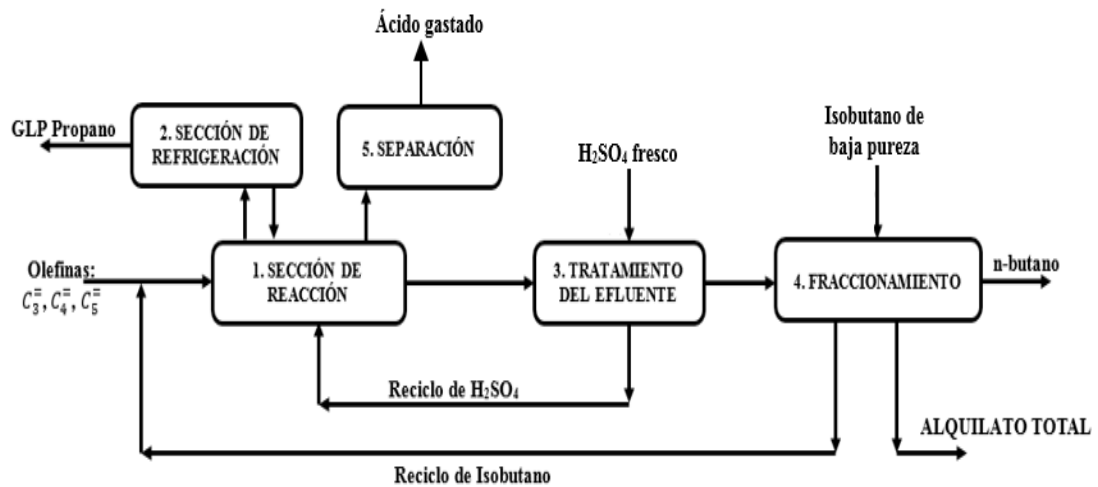 Ácido gastado
GLP Propano
2. SECCIÓN DE
REFRIGERACIÓN
5. SEPARACIÓN
H₂SO₄ fresco
Isobutano de
baja pureza
Olefinas:
C₃⁼, C₄⁼, C₅⁼
1. SECCIÓN DE
REACCIÓN
3. TRATAMIENTO
DEL EFLUENTE
4. FRACCIONAMIENTO
n-butano
Reciclo de H₂SO₄
ALQUILATO TOTAL
Reciclo de Isobutano